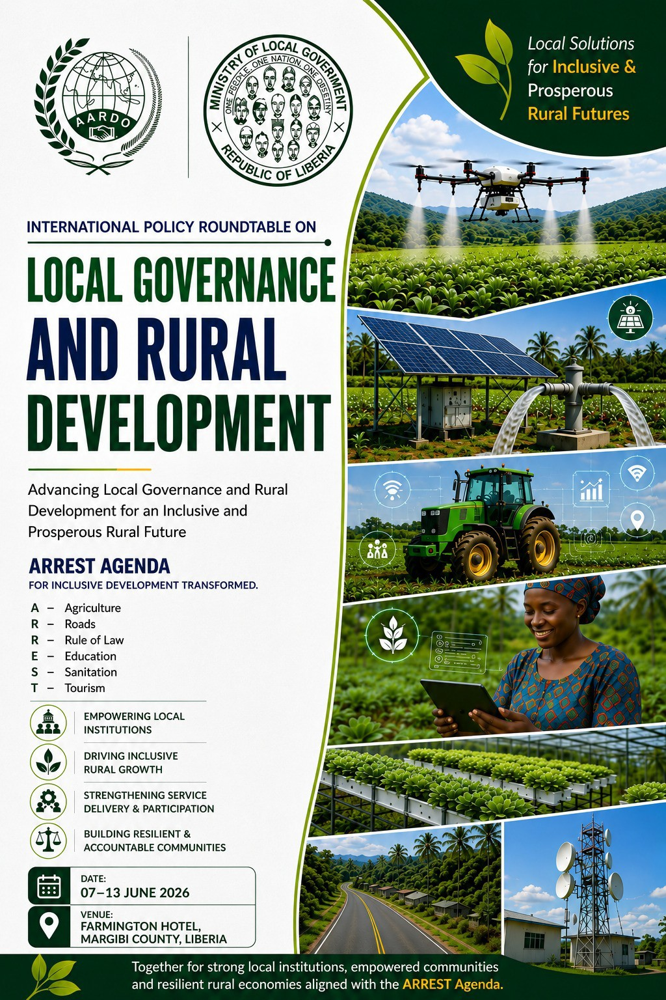 AARDO
MINISTRY OF LOCAL GOVERNMENT
ONE PEOPLE, ONE NATION, ONE DESTINY
REPUBLIC OF LIBERIA
Local Solutions
for Inclusive &
Prosperous
Rural Futures
INTERNATIONAL POLICY ROUNDTABLE ON
LOCAL GOVERNANCE
AND RURAL
DEVELOPMENT
Advancing Local Governance and Rural
Development for an Inclusive and
Prosperous Rural Future
ARREST AGENDA
FOR INCLUSIVE DEVELOPMENT TRANSFORMED.
A – Agriculture
R – Roads
R – Rule of Law
E – Education
S – Sanitation
T – Tourism
EMPOWERING LOCAL
INSTITUTIONS
DRIVING INCLUSIVE
RURAL GROWTH
STRENGTHENING SERVICE
DELIVERY & PARTICIPATION
BUILDING RESILIENT &
ACCOUNTABLE COMMUNITIES
DATE:
07–13 JUNE 2026
VENUE:
FARMINGTON HOTEL,
MARGIBI COUNTY, LIBERIA
Together for strong local institutions, empowered communities
and resilient rural economies aligned with the ARREST Agenda.